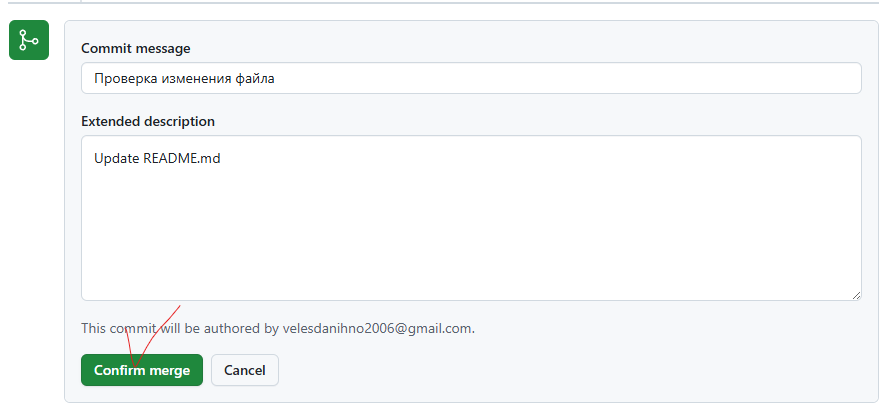 Commit message
Проверка изменения файла
Extended description
Update README.md
This commit will be authored by velesdanihno2006@gmail.com.
Confirm merge
Cancel